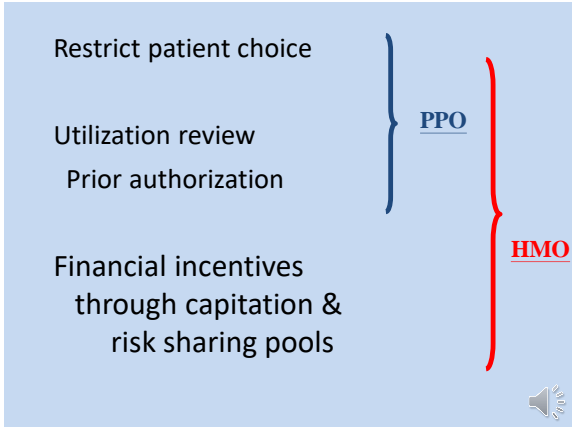 Restrict patient choice
PPO
Utilization review
Prior authorization
HMO
Financial incentives
through capitation &
risk sharing pools